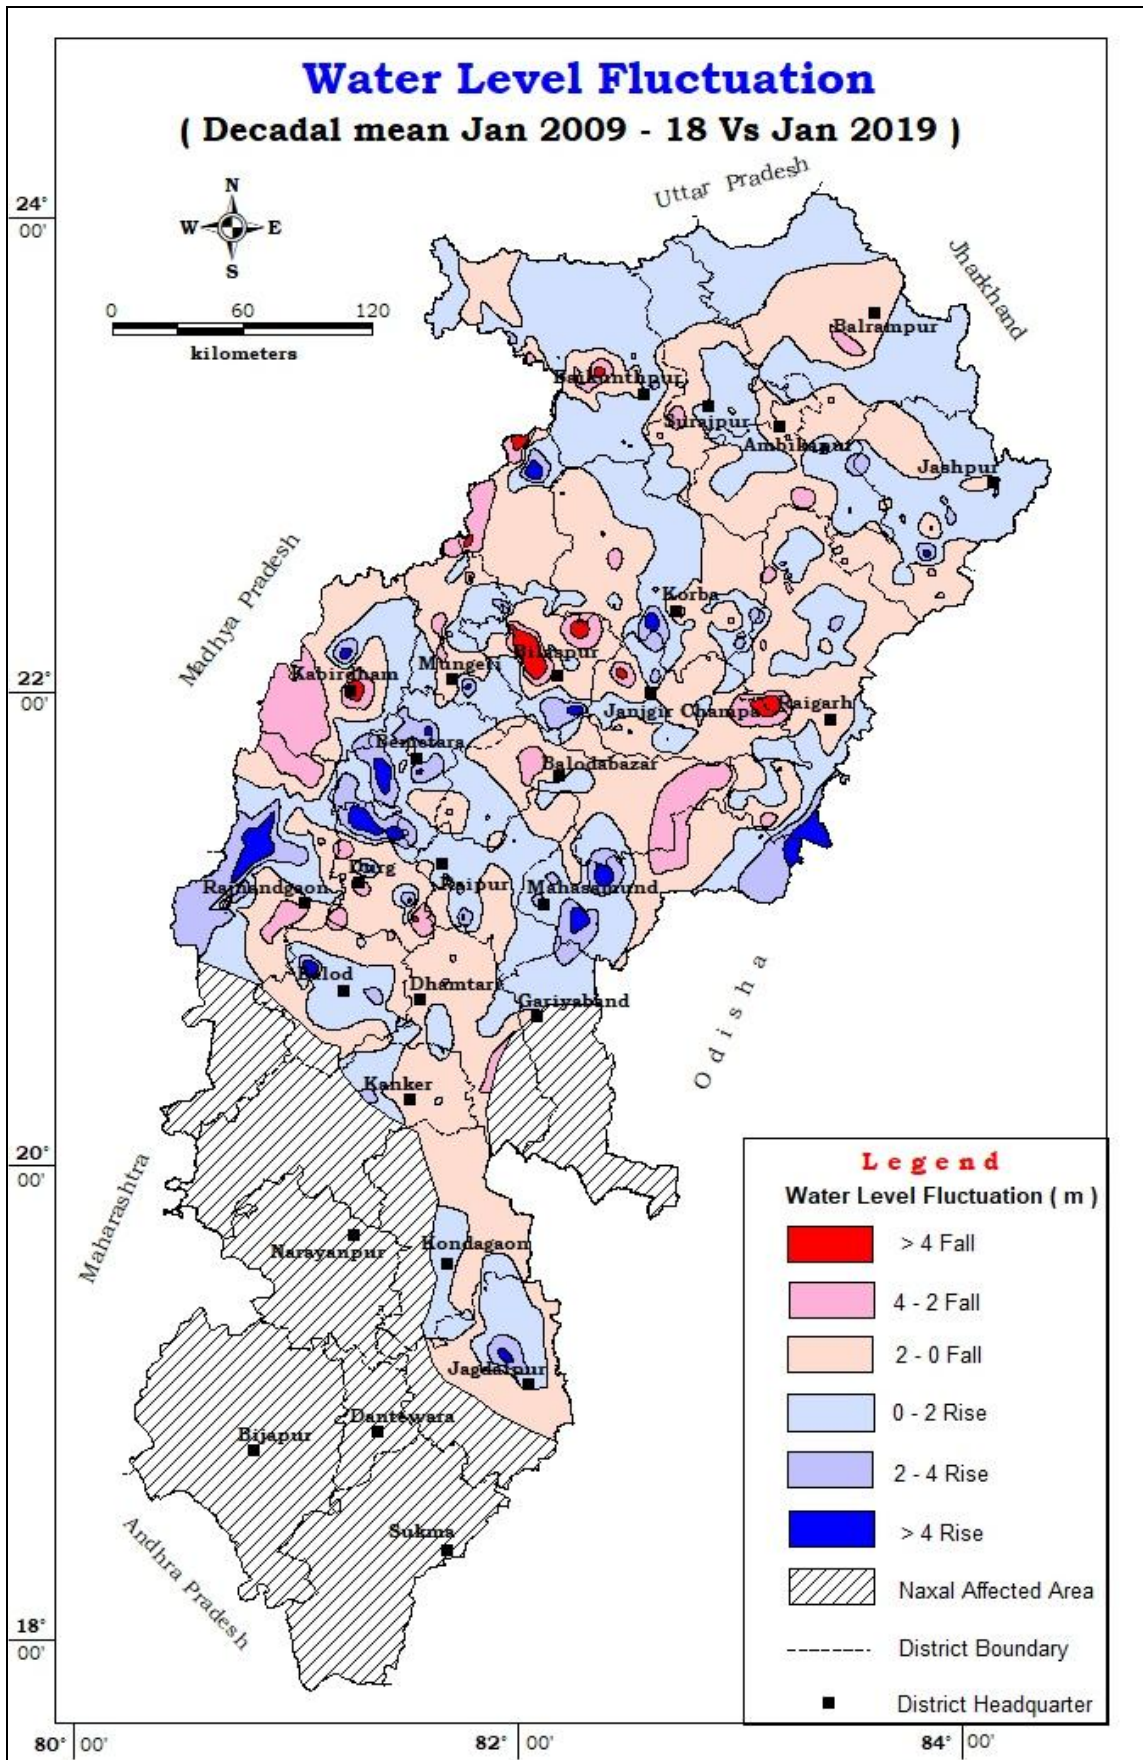 Water Level Fluctuation
( Decadal mean Jan 2009 - 18 Vs Jan 2019 )
Uttar Pradesh
N
24°
00'
W
E
S
Jharkhand
0
60
120
kilometers
Balrampur
Baikunthpur
Surajpur
Ambikapur
Jashpur
Madhya Pradesh
Korba
Bilaspur
Mungeli
Kabirdham
22°
00'
Janjgir Champa
Raigarh
Bemetara
Balodabazar
Durg
Raipur
Rajnandgaon
Mahasamund
Balod
Dhamtari
Gariyaband
Odisha
Kanker
20°
00'
Maharashtra
Narayanpur
Kondagaon
Jagdalpur
Dantewara
Bijapur
Sukma
Andhra Pradesh
18°
00'
Legend
Water Level Fluctuation ( m )
> 4 Fall
4 - 2 Fall
2 - 0 Fall
0 - 2 Rise
2 - 4 Rise
> 4 Rise
Naxal Affected Area
District Boundary
District Headquarter
80° 00'
82° 00'
84° 00'